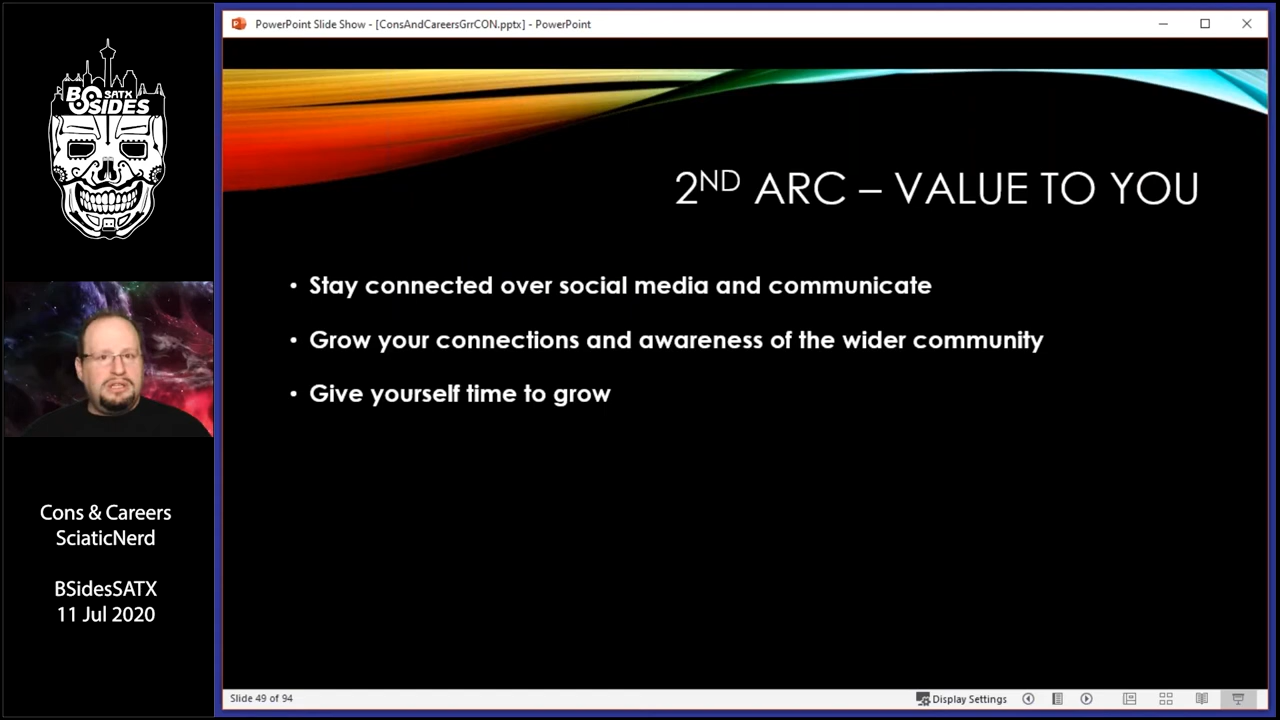 PowerPoint Slide Show - [ConsAndCareersGrrCON.pptx] - PowerPoint
BSIDES
SATX
2ND ARC – VALUE TO YOU
• Stay connected over social media and communicate
• Grow your connections and awareness of the wider community
• Give yourself time to grow
Cons & Careers
SciaticNerd
BSidesSATX
11 Jul 2020
Slide 49 of 94
Display Settings